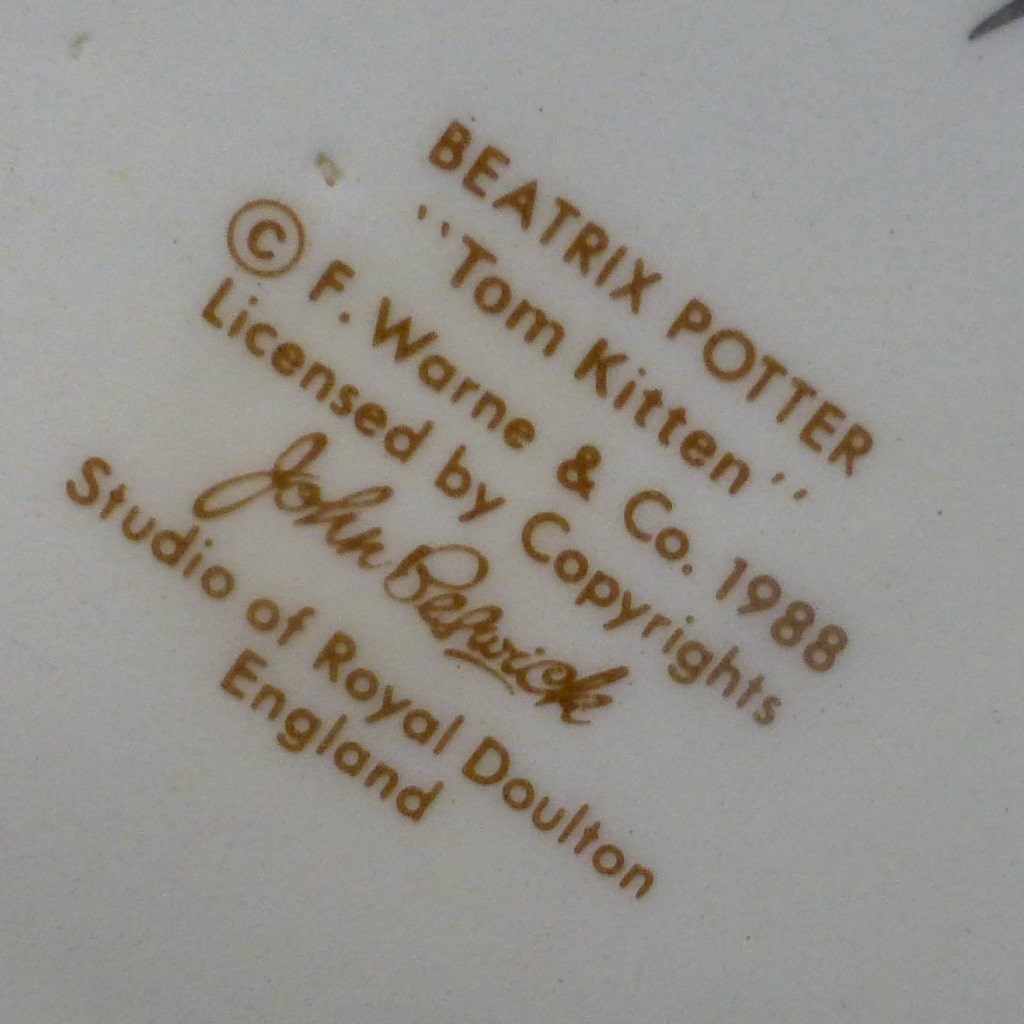 BEATRIX POTTER
"Tom Kitten"
© F. Warne & Co. 1988
Licensed by Copyrights
John Beswick
Studio of Royal Doulton
England